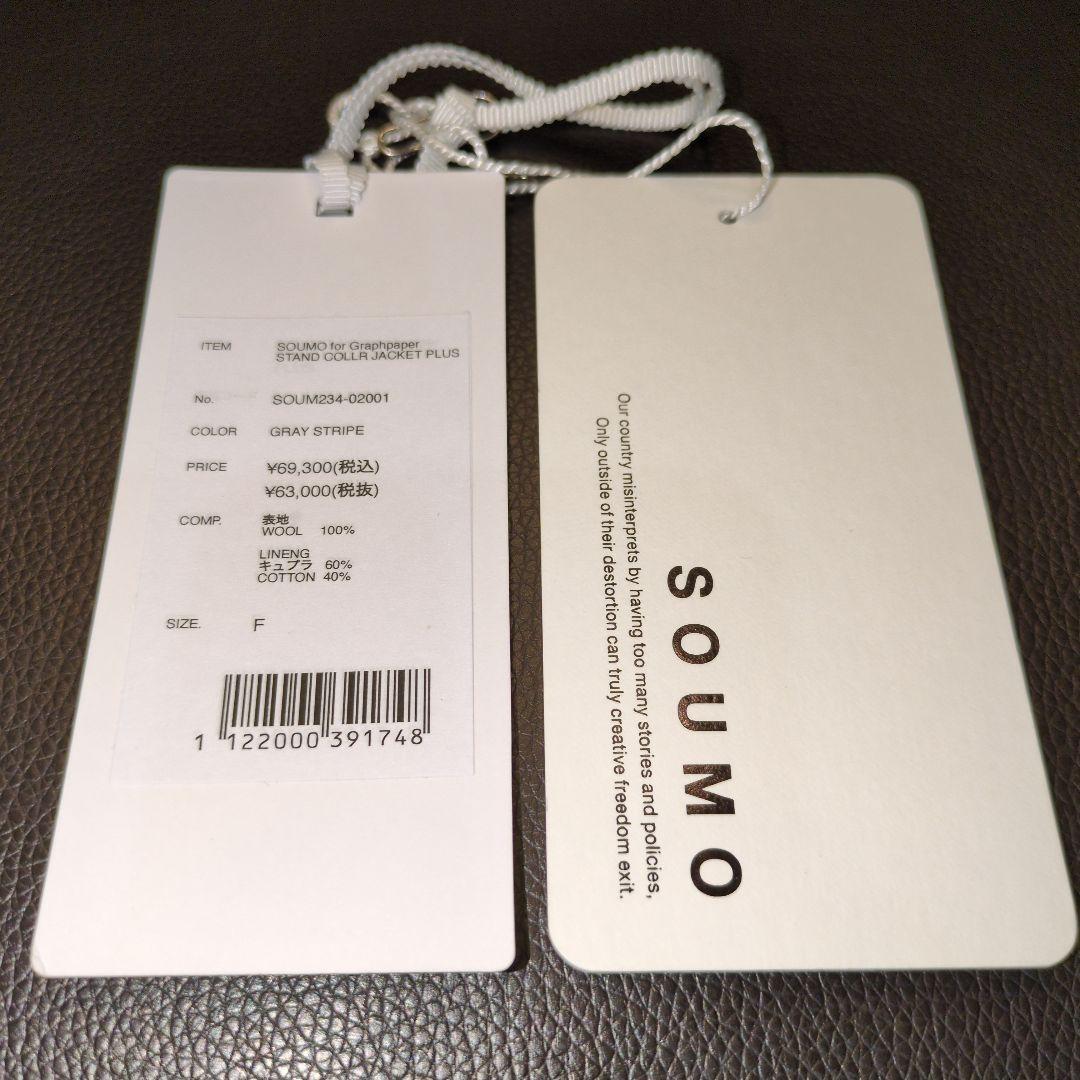 ITEM SOUMO for Graphpaper
STAND COLLR JACKET PLUS
No. SOUM234-02001
COLOR GRAY STRIPE
PRICE ¥69,300(税込)
¥63,000(税抜)
COMP. 表地
WOOL 100%
LINENG
キュプラ 60%
COTTON 40%
SIZE. F
1 122000 391748
SOUMO
Our country misinterprets by having too many stories and policies,
Only outside of their destortion can truly creative freedom exit.